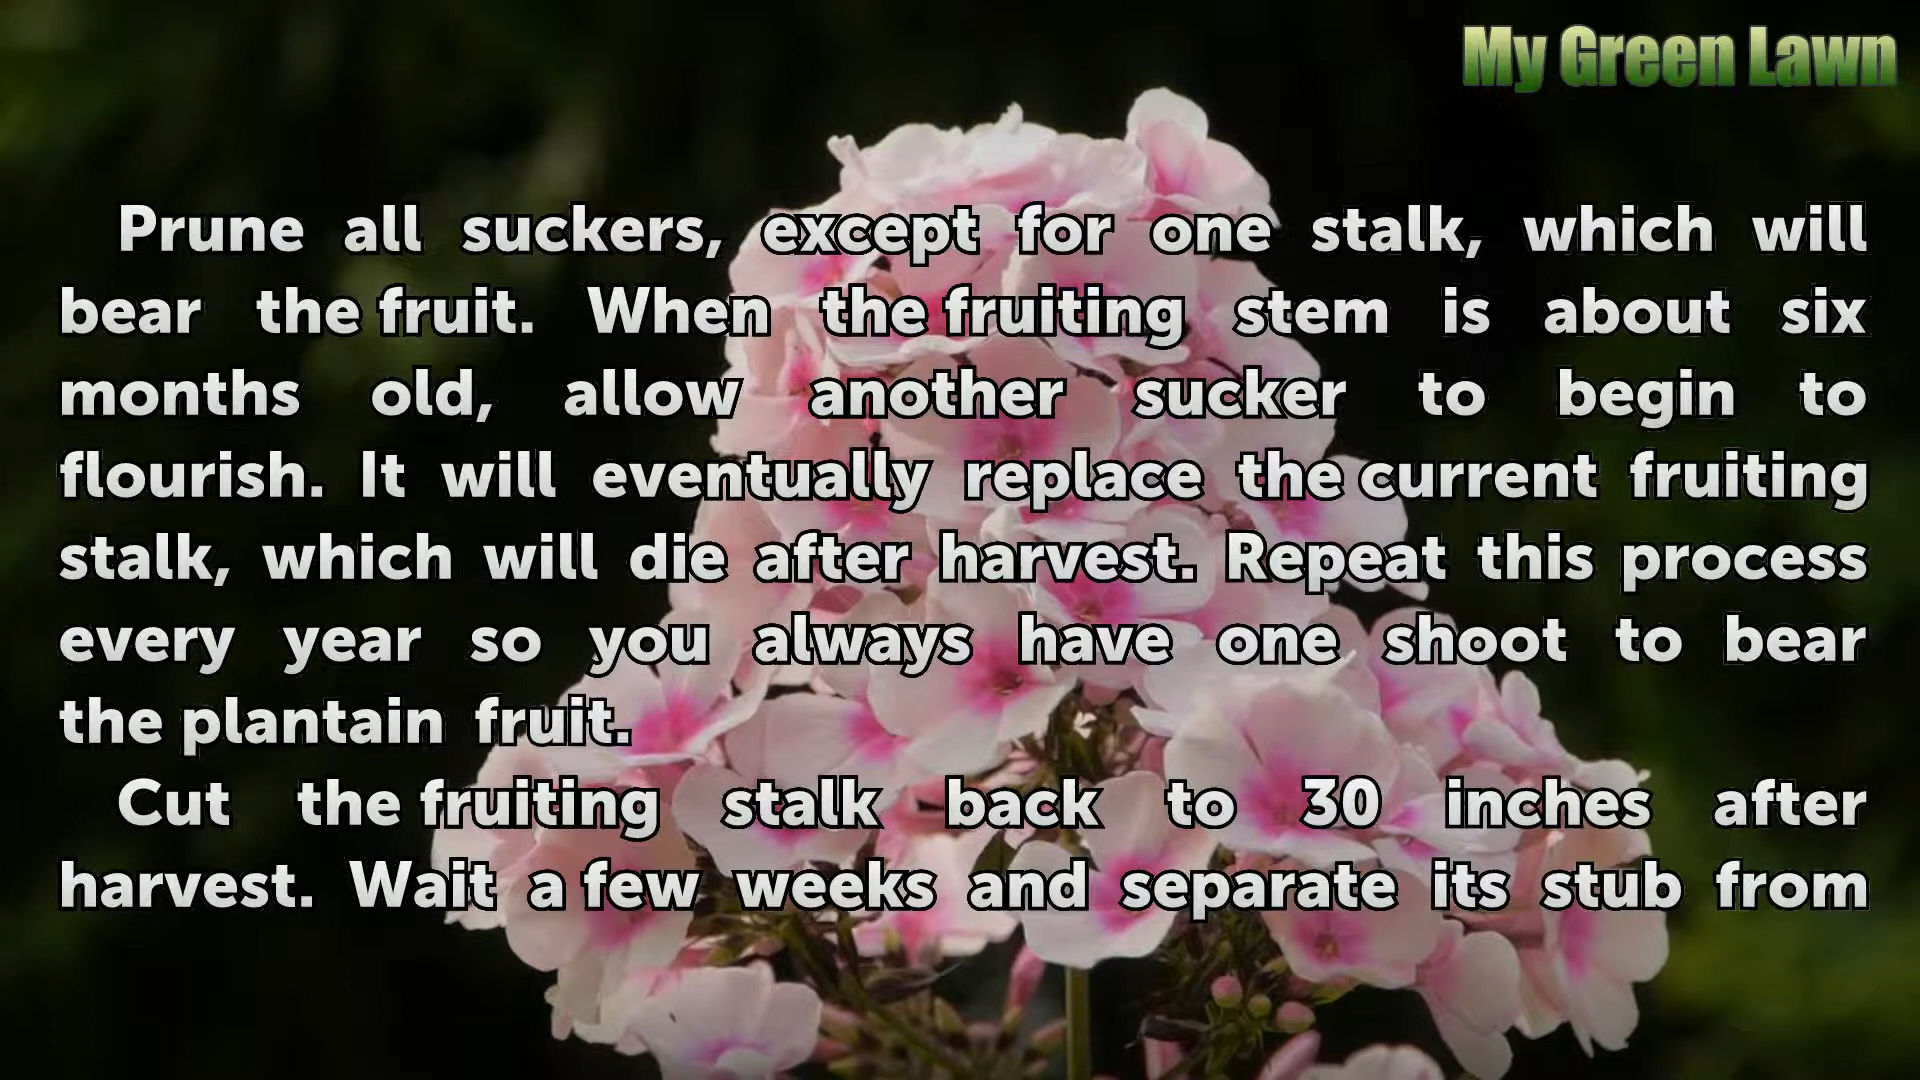 My Green Lawn
Prune all suckers, except for one stalk, which will
bear the fruit. When the fruiting stem is about six
months old, allow another sucker to begin to
flourish. It will eventually replace the current fruiting
stalk, which will die after harvest. Repeat this process
every year so you always have one shoot to bear
the plantain fruit.
Cut the fruiting stalk back to 30 inches after
harvest. Wait a few weeks and separate its stub from